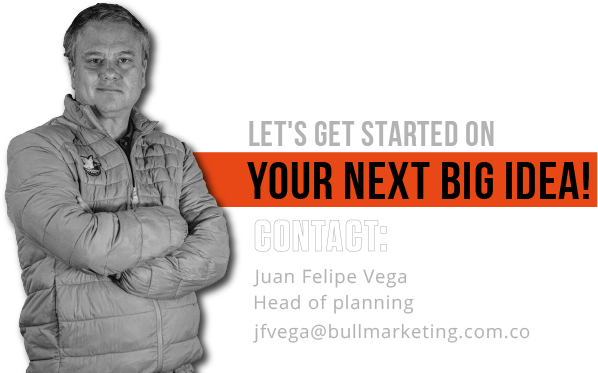 LET'S GET STARTED ON
YOUR NEXT BIG IDEA!
CONTACT:
Juan Felipe Vega
Head of planning
jfvega@bullmarketing.com.co